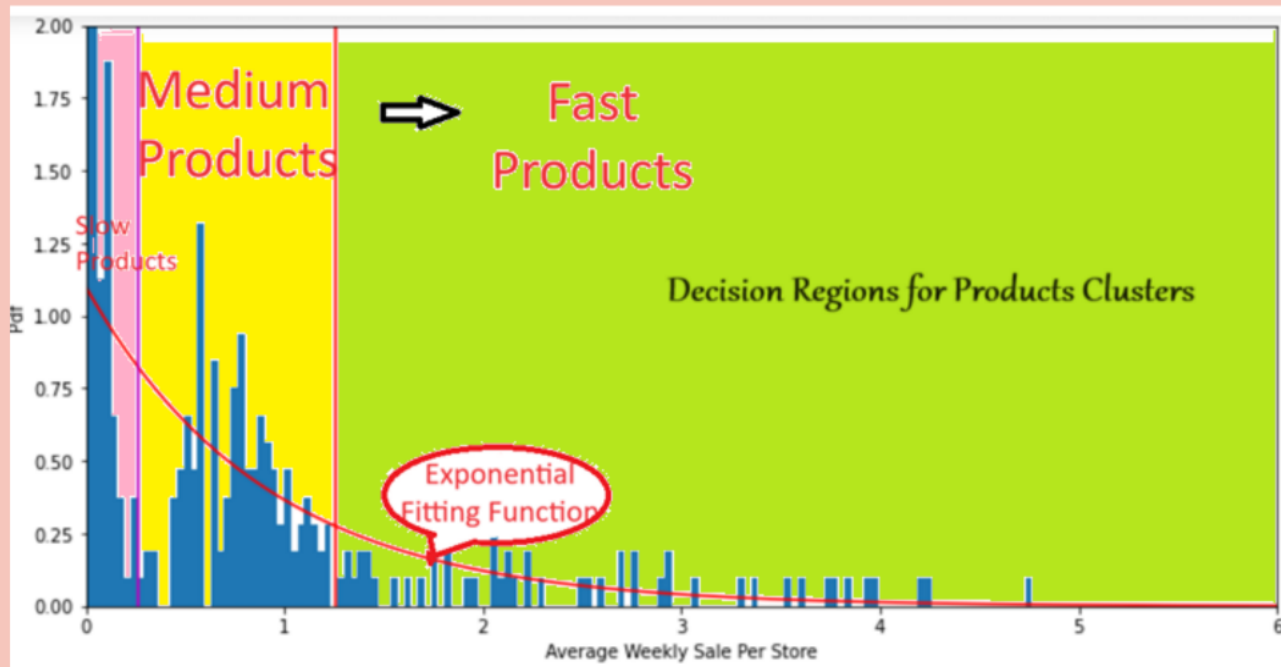 2.00
1.75
1.50
1.25
1.00
0.75
0.50
0.25
0.00
Pdf
Slow
Products
Medium
Products
Fast
Products
Decision Regions for Products Clusters
Exponential
Fitting Function
0 1 2 3 4 5 6
Average Weekly Sale Per Store